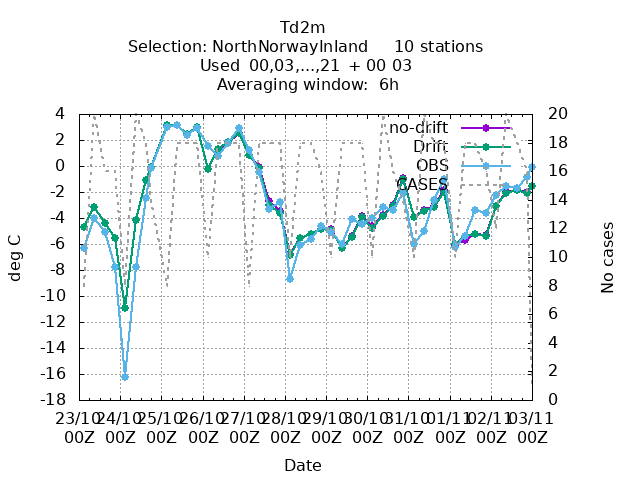 Td2m
Selection: NorthNorwayInland 10 stations
Used 00,03,...,21 + 00 03
Averaging window: 6h
no-drift
Drift
OBS
CASES
4
2
0
-2
-4
-6
-8
-10
-12
-14
-16
-18
20
18
16
14
12
10
8
6
4
2
0
deg C
No cases
23/10 24/10 25/10 26/10 27/10 28/10 29/10 30/10 31/10 01/11 02/11 03/11
00Z 00Z 00Z 00Z 00Z 00Z 00Z 00Z 00Z 00Z 00Z 00Z
Date